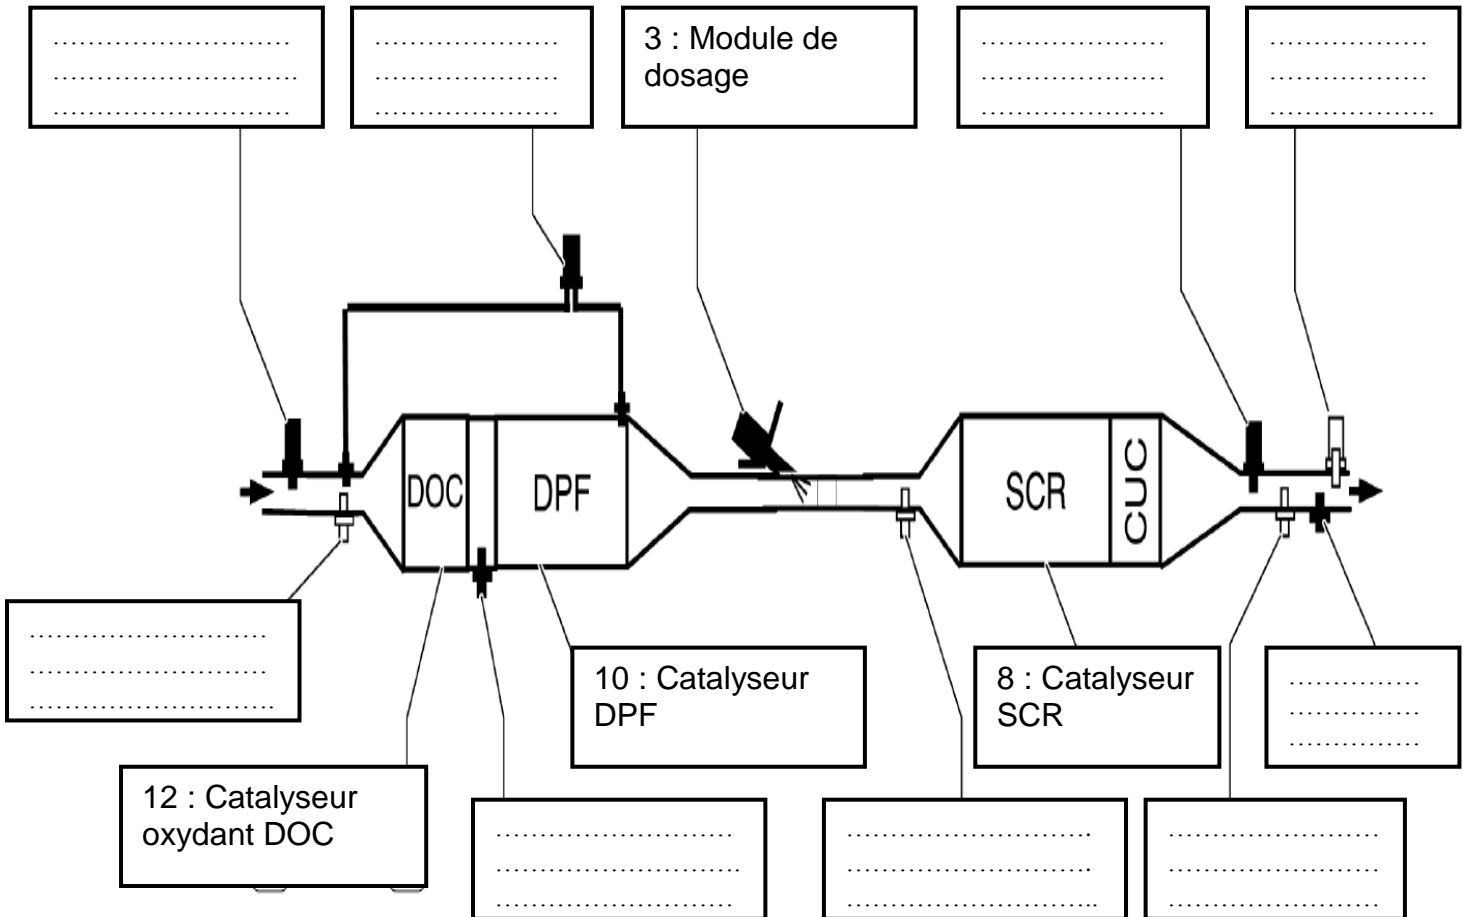 3 : Module de
dosage
DOC
DPF
SCR
CUC
10 : Catalyseur
DPF
8 : Catalyseur
SCR
12 : Catalyseur
oxydant DOC